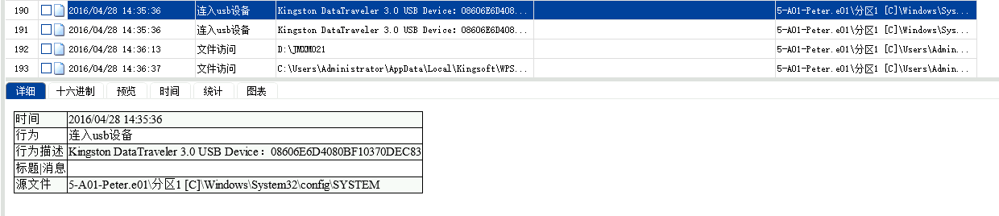 190 2016/04/28 14:35:36 连入usb设备 Kingston DataTraveler 3.0 USB Device：08606E6D408... 5-A01-Peter.e01\分区1 [C]\Windows\Sys...
191 2016/04/28 14:35:36 连入usb设备 Kingston DataTraveler 3.0 USB Device：08606E6D408... 5-A01-Peter.e01\分区1 [C]\Windows\Sys...
192 2016/04/28 14:36:13 文件访问 D:\JMXM021 5-A01-Peter.e01\分区1 [C]\Users\Admin...
193 2016/04/28 14:36:37 文件访问 C:\Users\Administrator\AppData\Local\Kingsoft\WPS... 5-A01-Peter.e01\分区1 [C]\Users\Admin...
详细 十六进制 预览 时间 统计 图表
时间 2016/04/28 14:35:36
行为 连入usb设备
行为描述 Kingston DataTraveler 3.0 USB Device：08606E6D4080BF10370DEC83
标题|消息
源文件 5-A01-Peter.e01\分区1 [C]\Windows\System32\config\SYSTEM